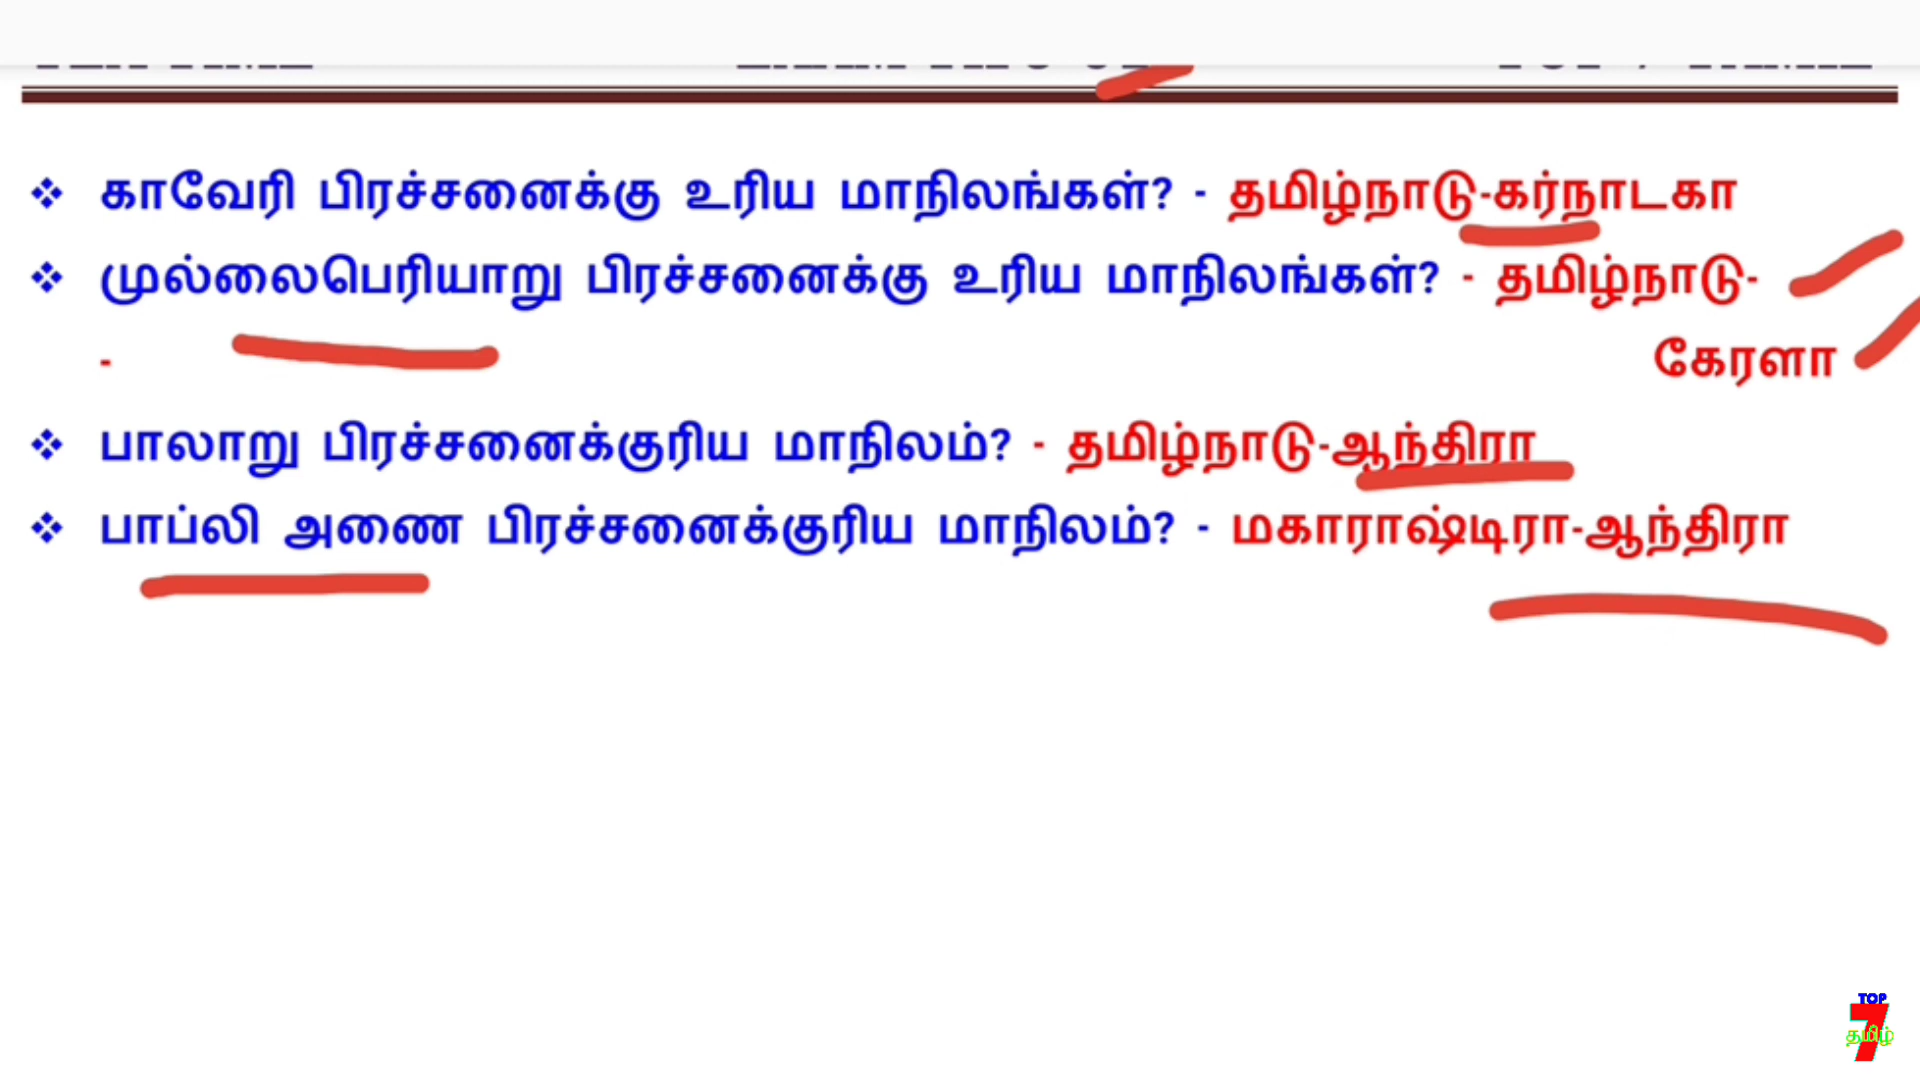 ❖ காவேரி பிரச்சனைக்கு உரிய மாநிலங்கள்? - தமிழ்நாடு-கர்நாடகா
❖ முல்லைபெரியாறு பிரச்சனைக்கு உரிய மாநிலங்கள்? - தமிழ்நாடு-
- கேரளா
❖ பாலாறு பிரச்சனைக்குரிய மாநிலம்? - தமிழ்நாடு-ஆந்திரா
❖ பாப்லி அணை பிரச்சனைக்குரிய மாநிலம்? - மகாராஷ்டிரா-ஆந்திரா
TOP
7
தமிழ்